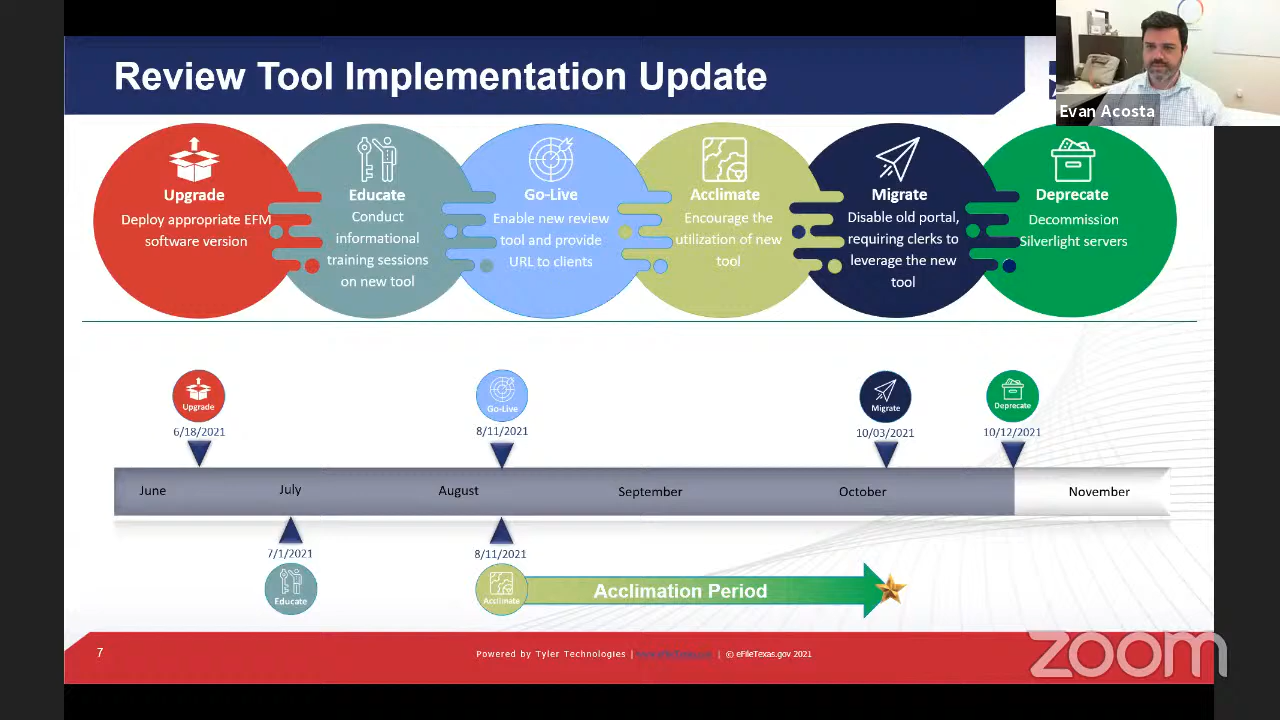 Review Tool Implementation Update
Evan Acosta
Upgrade
Deploy appropriate EFM
software version
Educate
Conduct
informational
training sessions
on new tool
Go-Live
Enable new review
tool and provide
URL to clients
Acclimate
Encourage the
utilization of new
tool
Migrate
Disable old portal,
requiring clerks to
leverage the new
tool
Deprecate
Decommission
Silverlight servers
Upgrade
6/18/2021
Go-Live
8/11/2021
Migrate
10/03/2021
Deprecate
10/12/2021
June
July
August
September
October
November
7/1/2021
Educate
8/11/2021
Acclimate
Acclimation Period
7
Powered by Tyler Technologies | | © eFileTexas.gov 2021
zoom